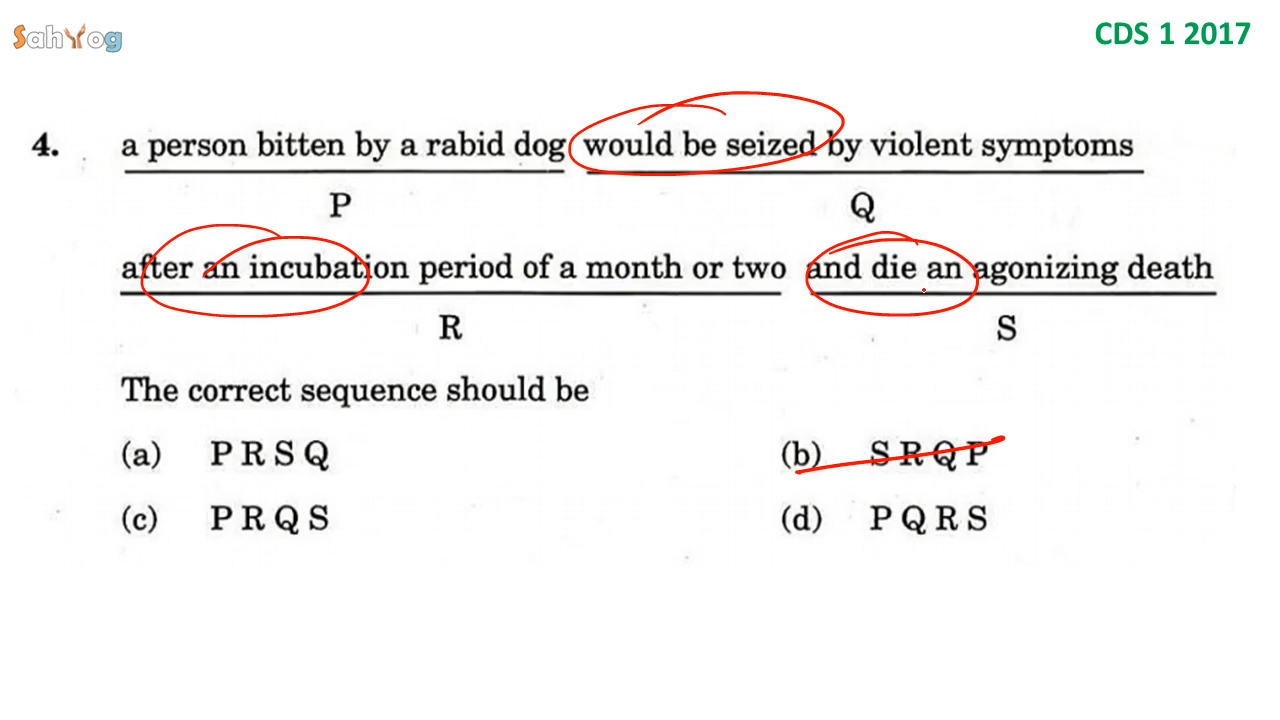 SahYog
CDS 1 2017
4. a person bitten by a rabid dog would be seized by violent symptoms
P Q
after an incubation period of a month or two and die an agonizing death
R S
The correct sequence should be
(a) P R S Q (b) S R Q P
(c) P R Q S (d) P Q R S